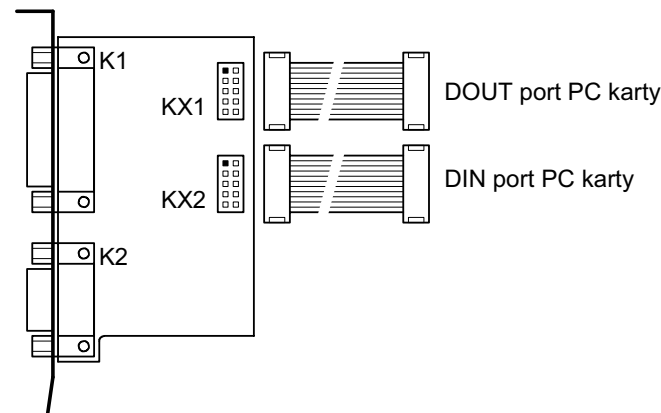 K1
KX1
DOUT port PC karty
KX2
DIN port PC karty
K2